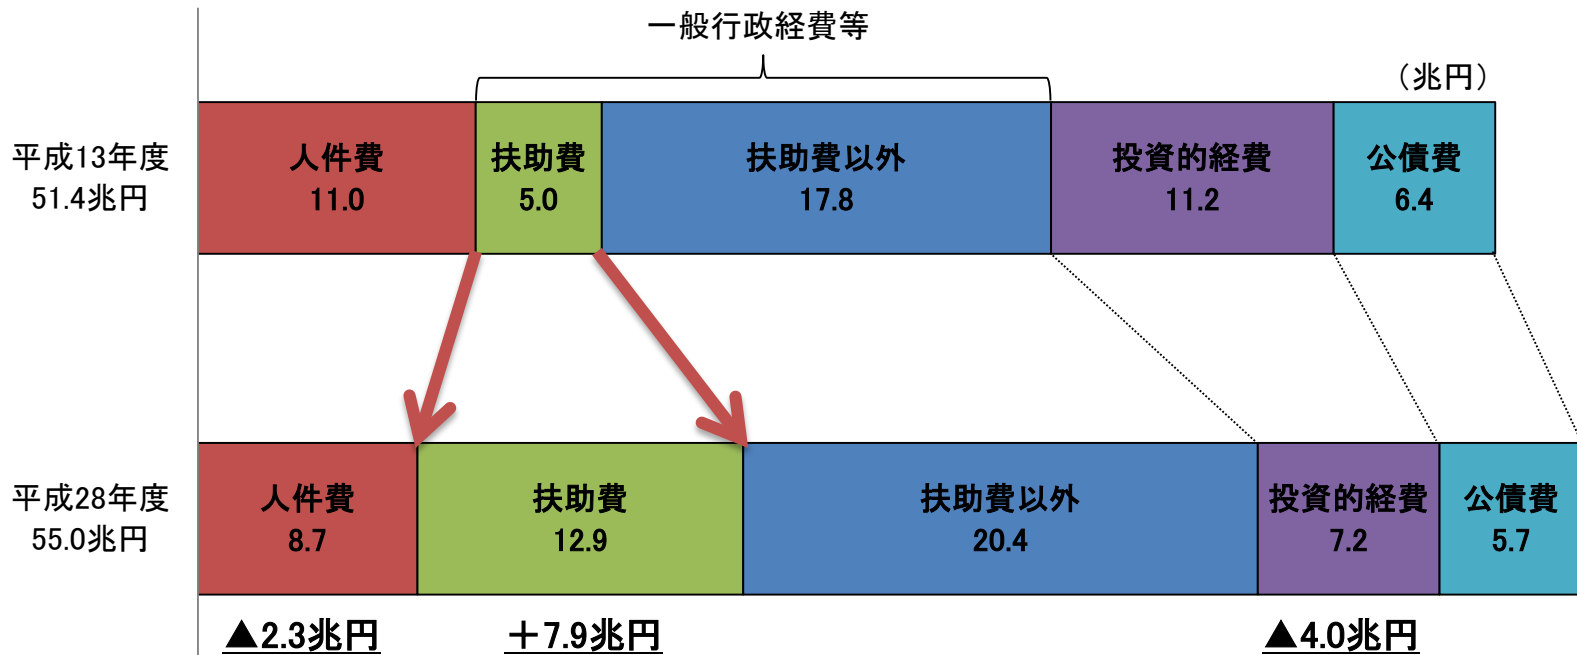 一般行政経費等
（兆円）
平成13年度
51.4兆円
人件費
11.0
扶助費
5.0
扶助費以外
17.8
投資的経費
11.2
公債費
6.4
平成28年度
55.0兆円
人件費
8.7
扶助費
12.9
扶助費以外
20.4
投資的経費
7.2
公債費
5.7
▲2.3兆円
＋7.9兆円
▲4.0兆円